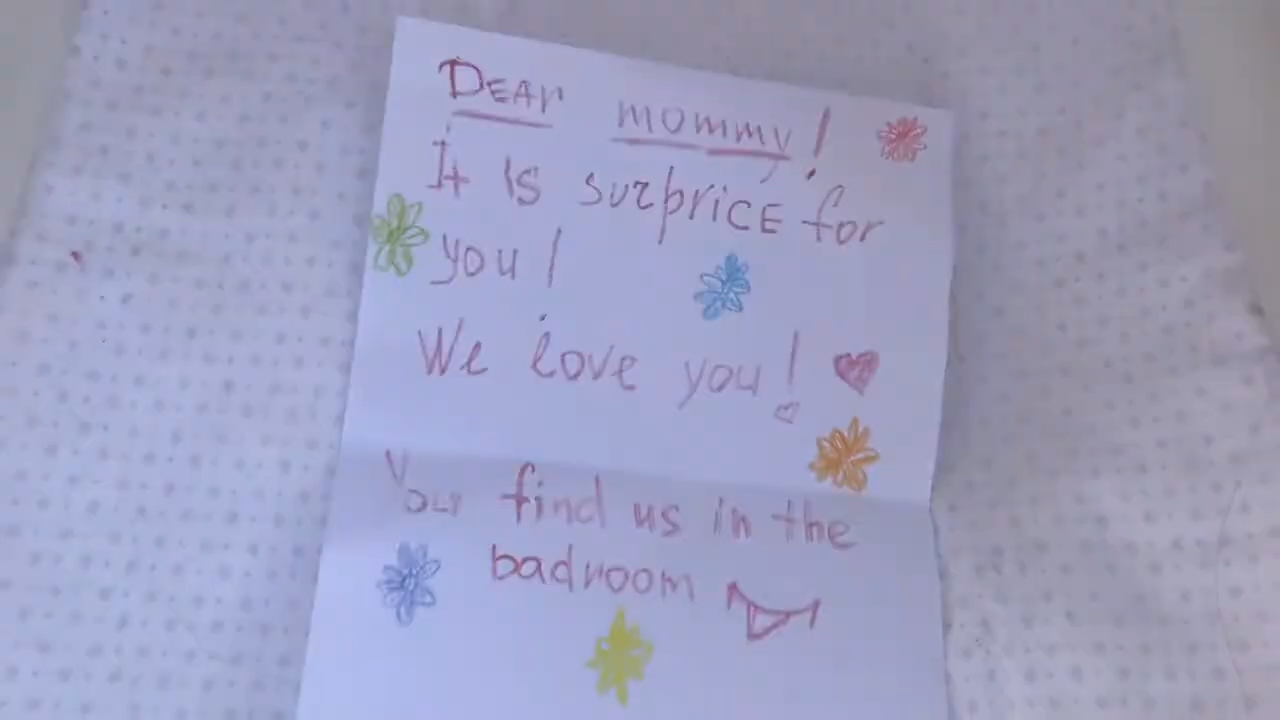 DEAr mommy!
It is surpricE for
you!
We love you!
You find us in the
badroom